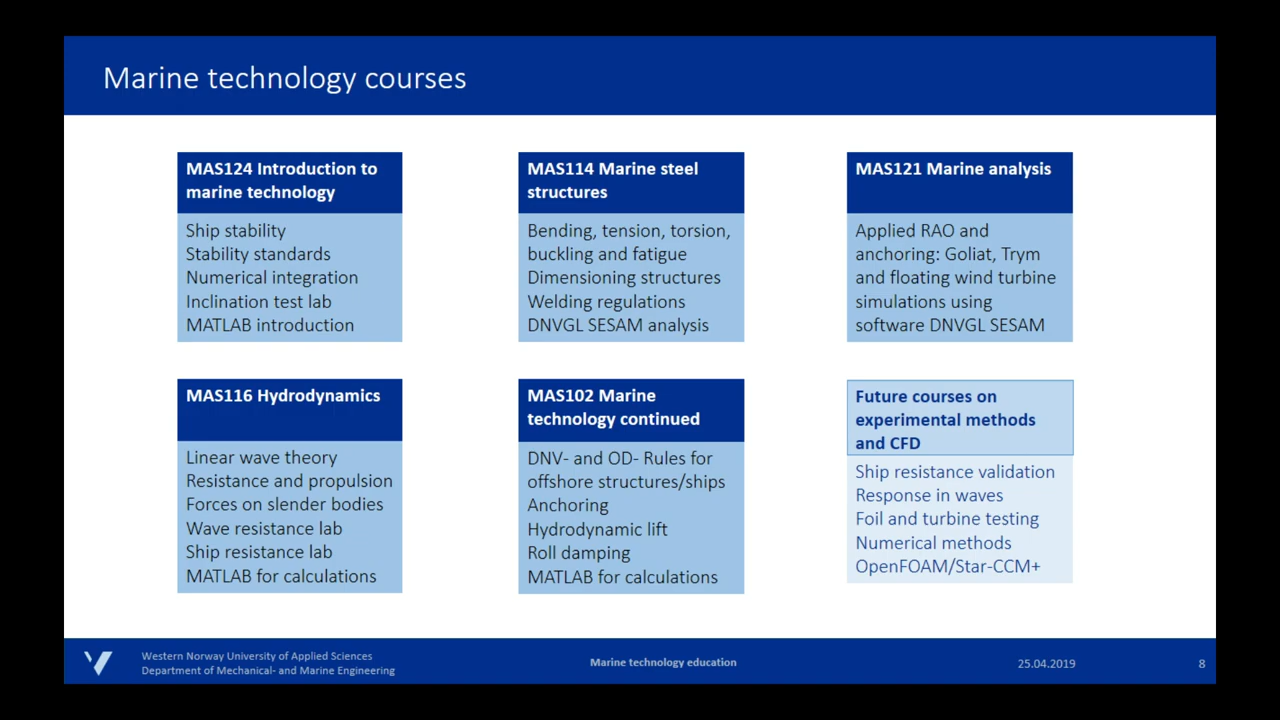 Marine technology courses
MAS124 Introduction to
marine technology
Ship stability
Stability standards
Numerical integration
Inclination test lab
MATLAB introduction
MAS114 Marine steel
structures
Bending, tension, torsion,
buckling and fatigue
Dimensioning structures
Welding regulations
DNVGL SESAM analysis
MAS121 Marine analysis
Applied RAO and
anchoring: Goliat, Trym
and floating wind turbine
simulations using
software DNVGL SESAM
MAS116 Hydrodynamics
Linear wave theory
Resistance and propulsion
Forces on slender bodies
Wave resistance lab
Ship resistance lab
MATLAB for calculations
MAS102 Marine
technology continued
DNV- and OD- Rules for
offshore structures/ships
Anchoring
Hydrodynamic lift
Roll damping
MATLAB for calculations
Future courses on
experimental methods
and CFD
Ship resistance validation
Response in waves
Foil and turbine testing
Numerical methods
OpenFOAM/Star-CCM+
Western Norway University of Applied Sciences
Department of Mechanical- and Marine Engineering
Marine technology education
25.04.2019
8